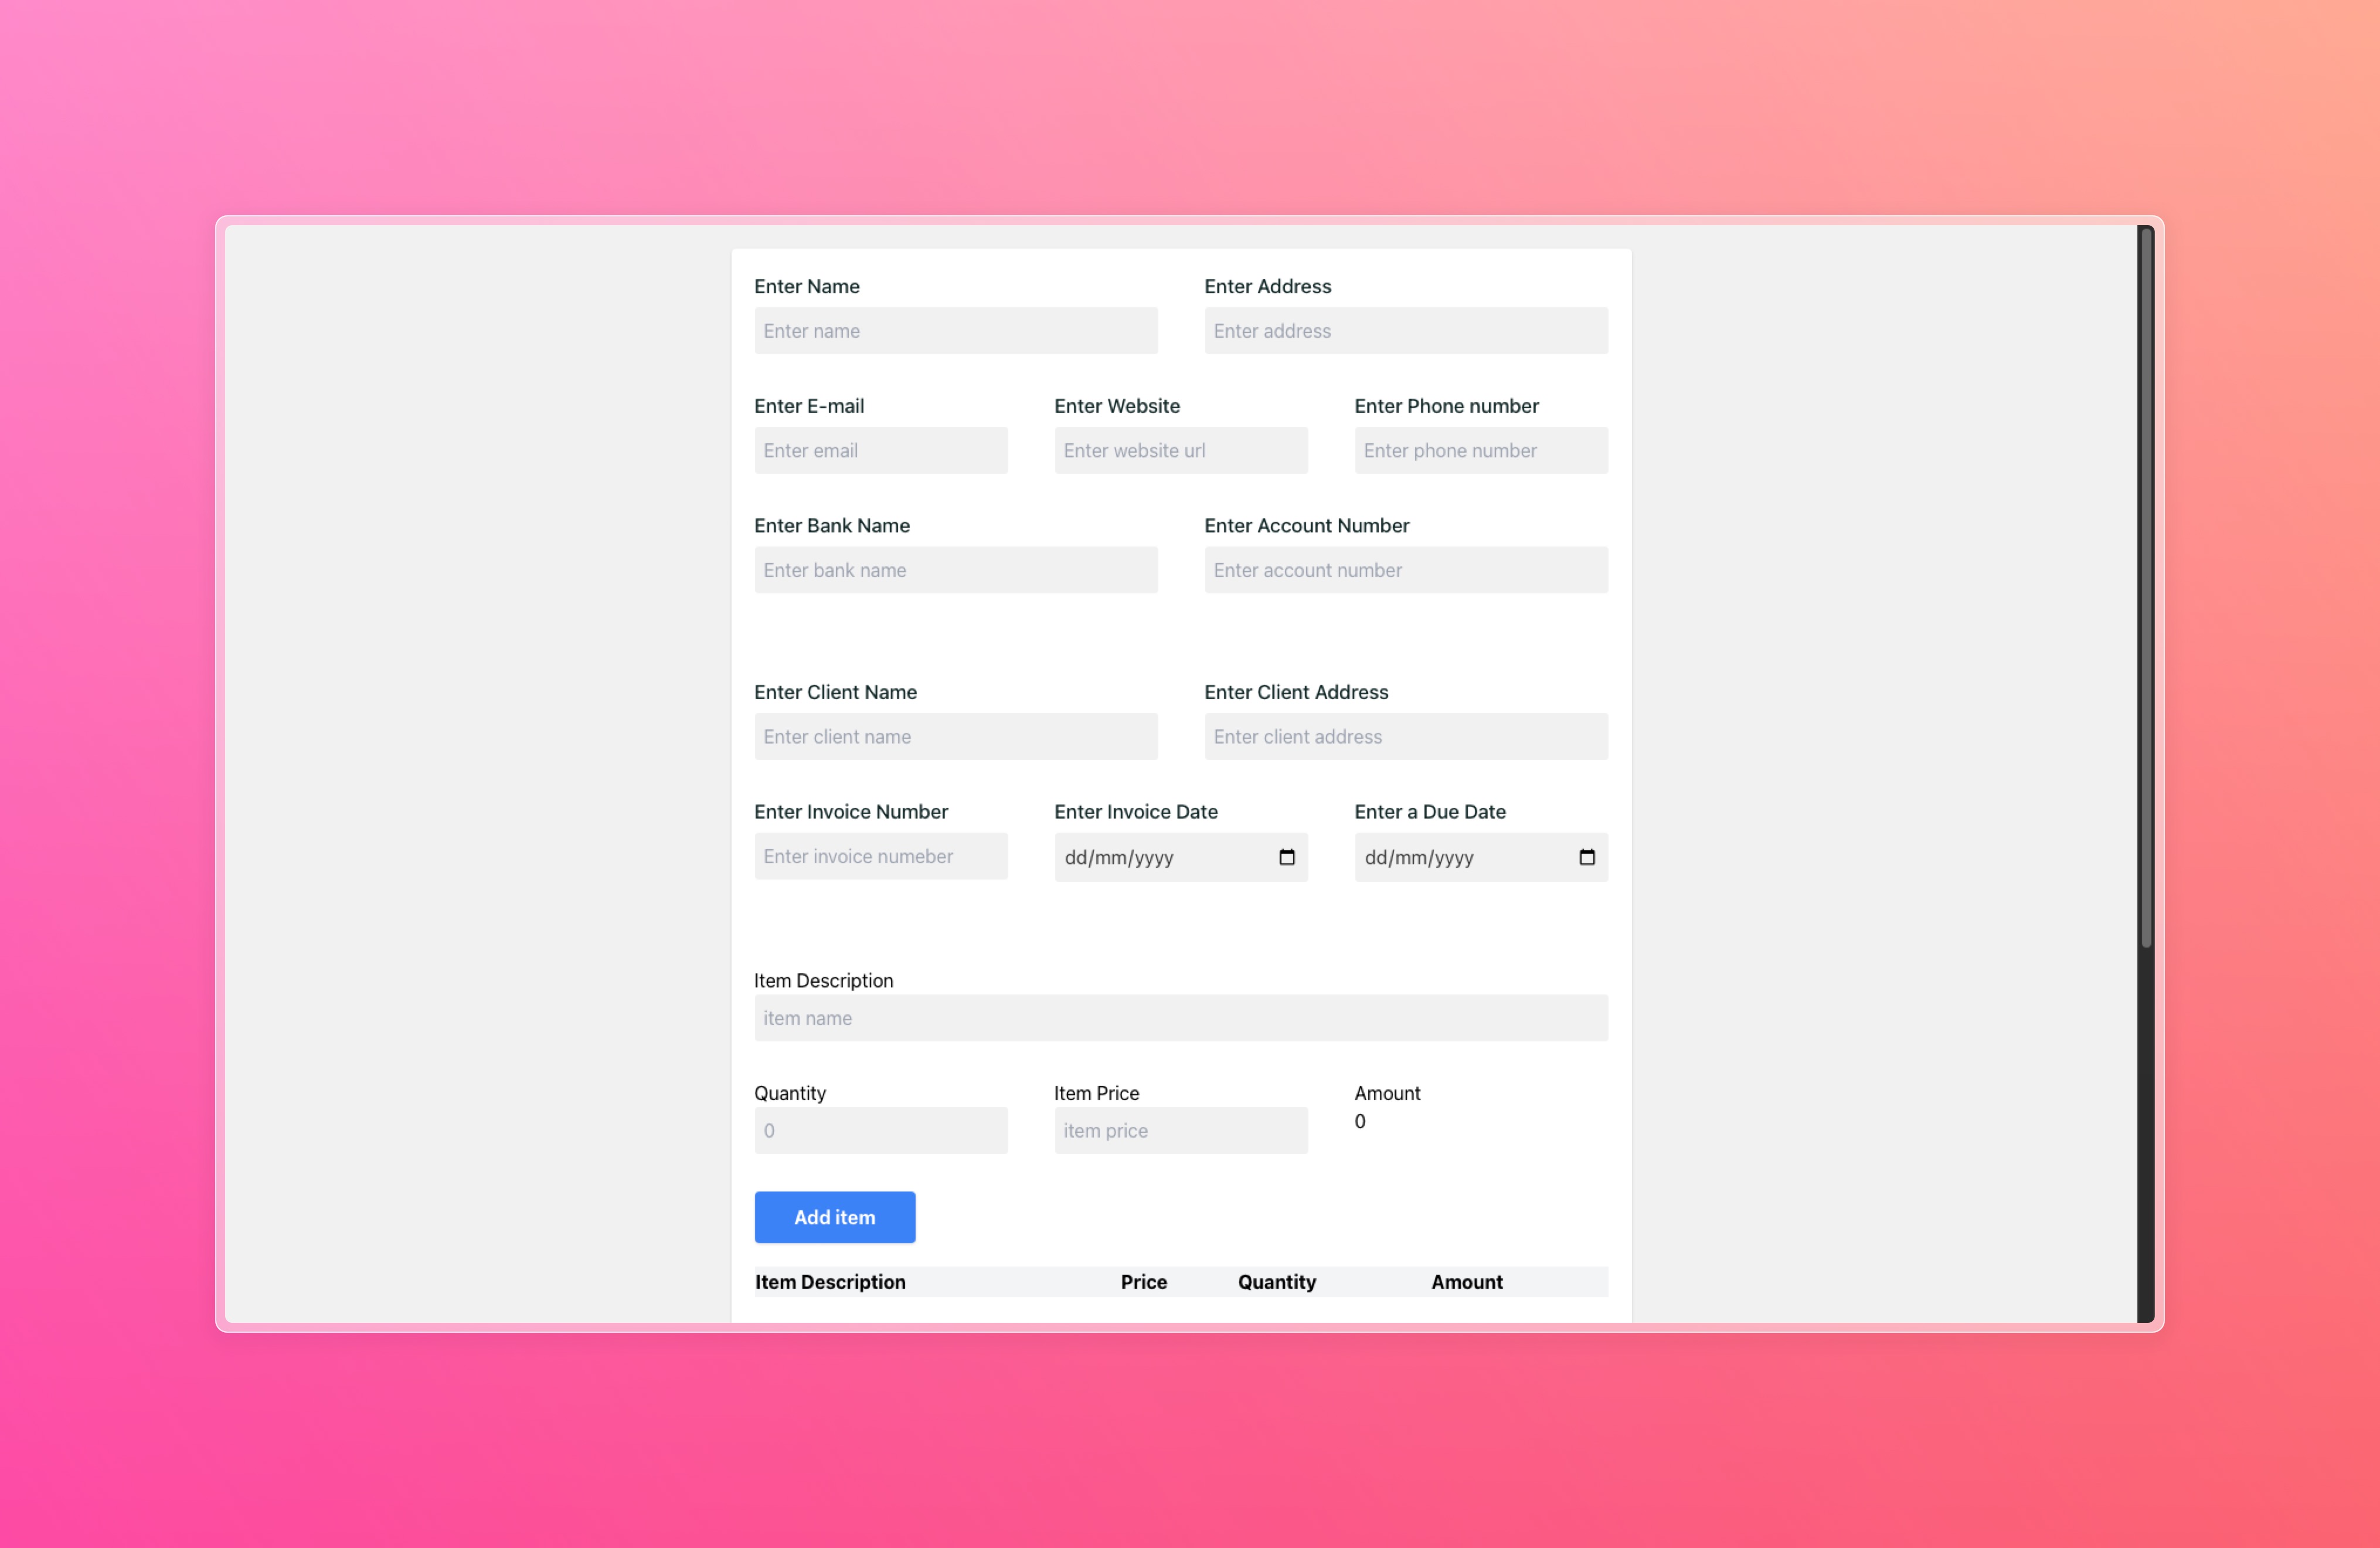 Enter Name Enter Address
Enter name Enter address
Enter E-mail Enter Website Enter Phone number
Enter email Enter website url Enter phone number
Enter Bank Name Enter Account Number
Enter bank name Enter account number
Enter Client Name Enter Client Address
Enter client name Enter client address
Enter Invoice Number Enter Invoice Date Enter a Due Date
Enter invoice numeber dd/mm/yyyy dd/mm/yyyy
Item Description
item name
Quantity Item Price Amount
0 item price 0
Add item
Item Description Price Quantity Amount